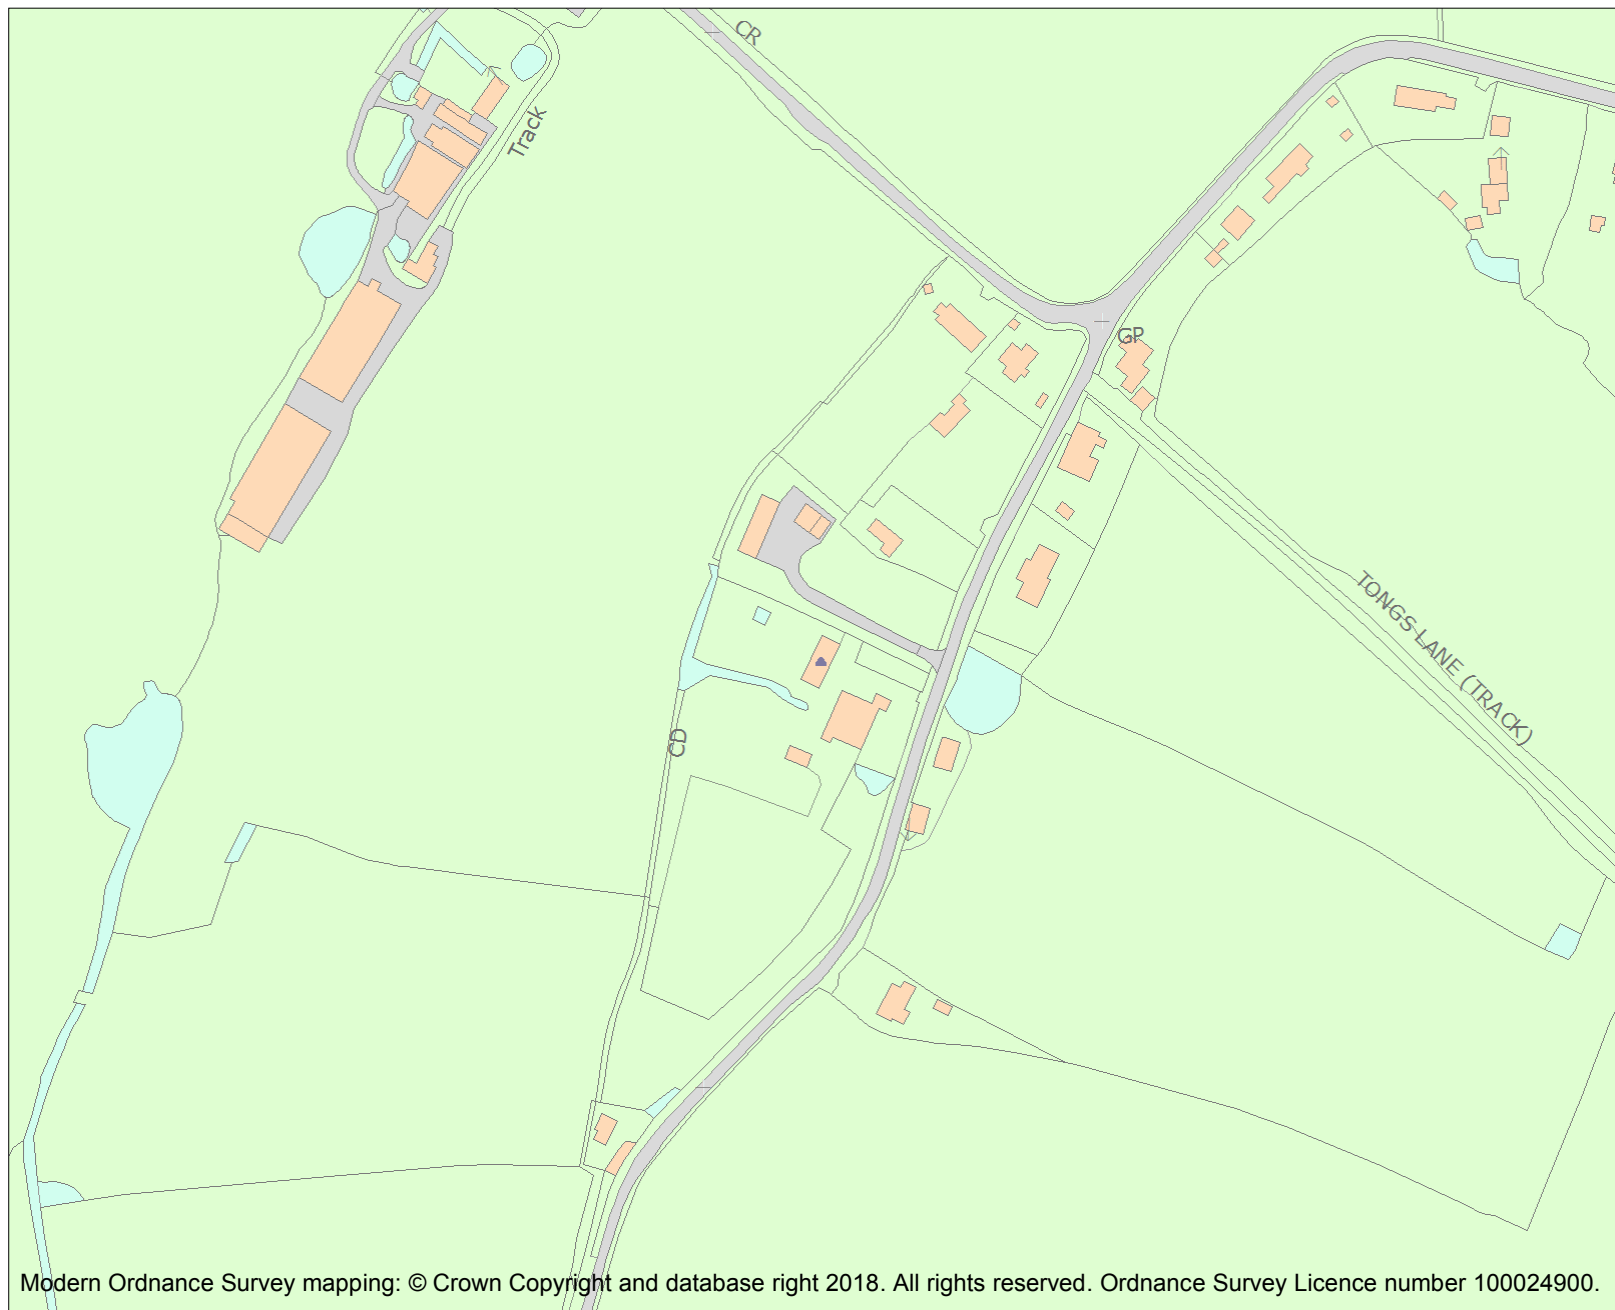 CR
Track
GP
TONGS LANE (TRACK)
CD
Modern Ordnance Survey mapping: © Crown Copyright and database right 2018. All rights reserved. Ordnance Survey Licence number 100024900.